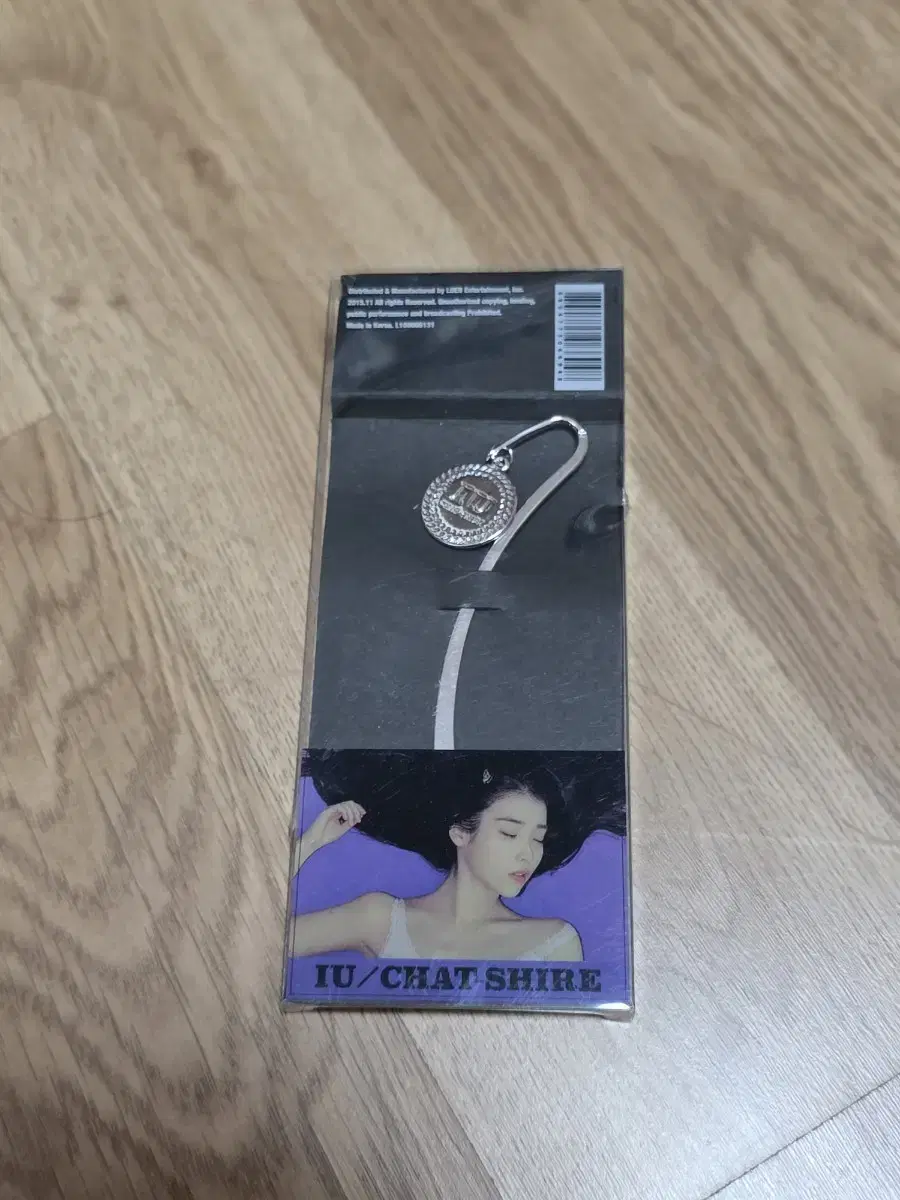 Distributed & Manufactured by LOEN Entertainment, Inc.
2015.11 All rights Reserved. Unauthorized copying, lending,
public performance and broadcasting Prohibited.
Made in Korea. L100005131
IU
IU/CHAT-SHIRE